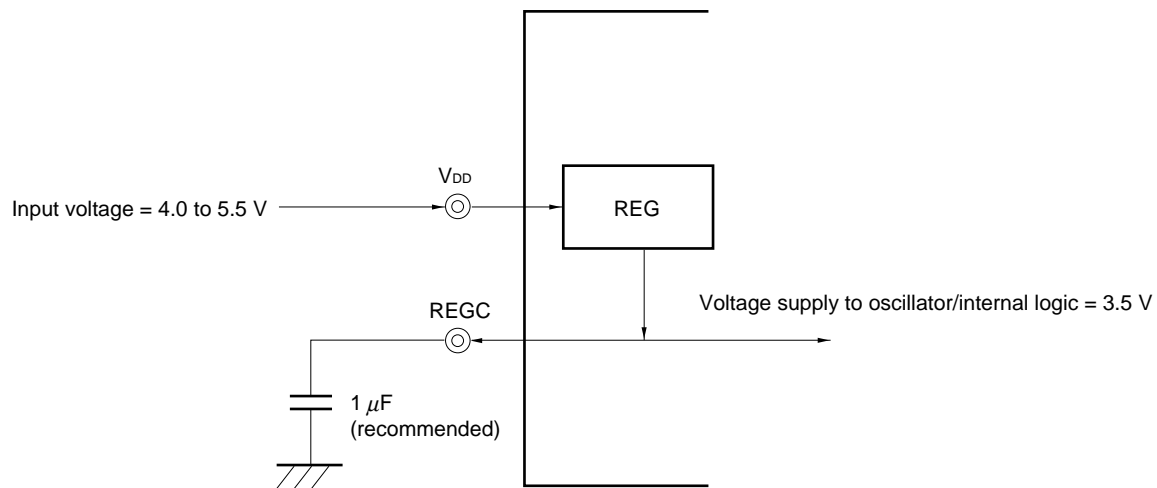 VDD
Input voltage = 4.0 to 5.5 V
REG
REGC
Voltage supply to oscillator/internal logic = 3.5 V
1 μF
(recommended)